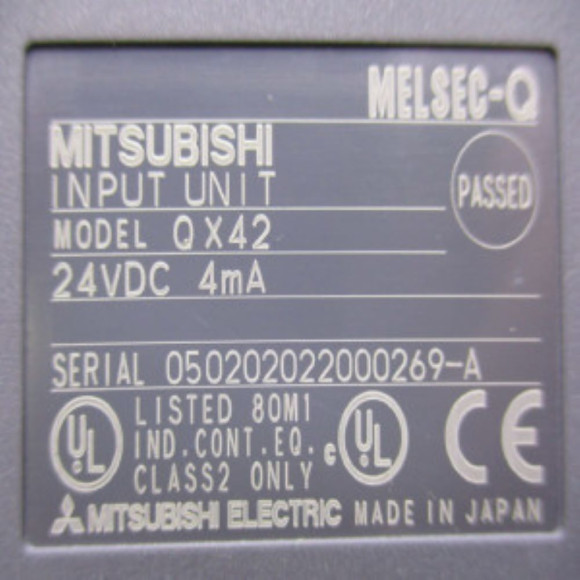 MELSEC-Q
MITSUBISHI
INPUT UNIT
PASSED
MODEL QX42
24VDC 4mA
SERIAL 050202022000269-A
UL LISTED 80M1
IND.CONT.EQ.
CLASS2 ONLY
c UL CE
MITSUBISHI ELECTRIC MADE IN JAPAN